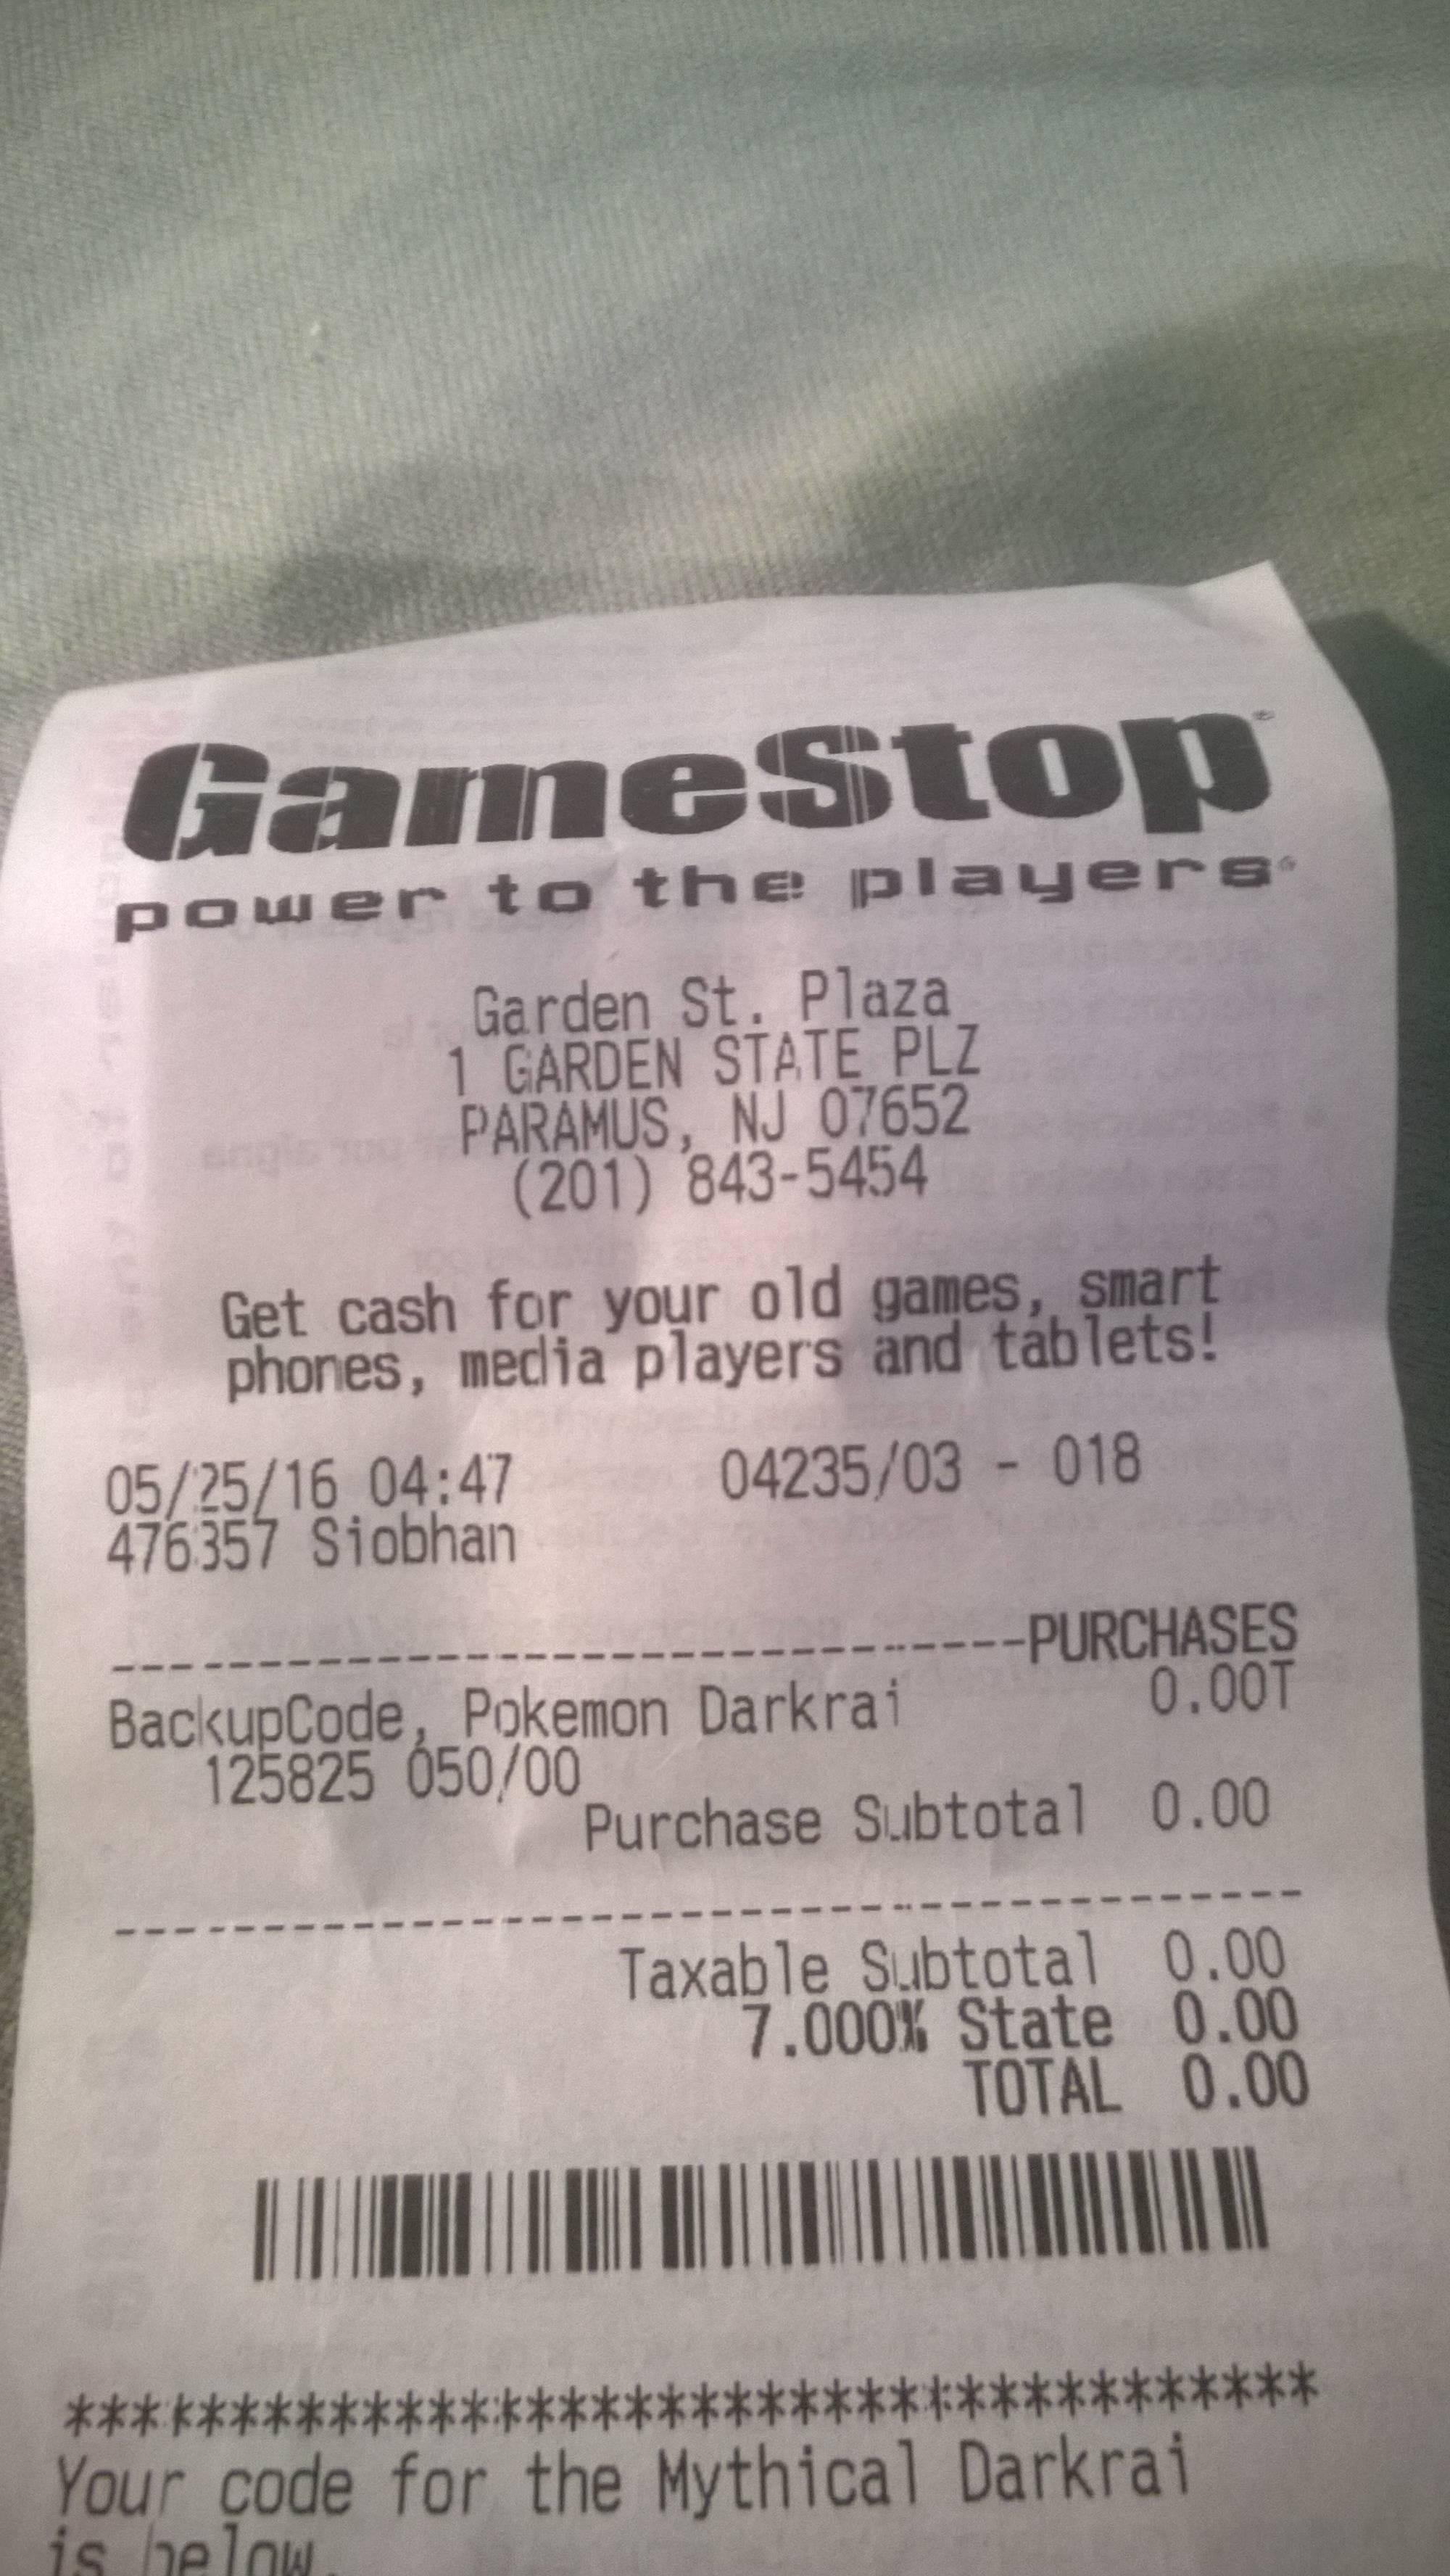 GameStop
power to the players
Garden St. Plaza
1 GARDEN STATE PLZ
PARAMUS, NJ 07652
(201) 843-5454
Get cash for your old games, smart
phones, media players and tablets!
05/25/16 04:47 04235/03 - 018
476357 Siobhan
--------------------------------PURCHASES
BackupCode, Pokemon Darkrai 0.00T
125825 050/00
Purchase Subtotal 0.00
-----------------------------------------
Taxable Subtotal 0.00
7.000% State 0.00
TOTAL 0.00
**************************************
Your code for the Mythical Darkrai
is below.